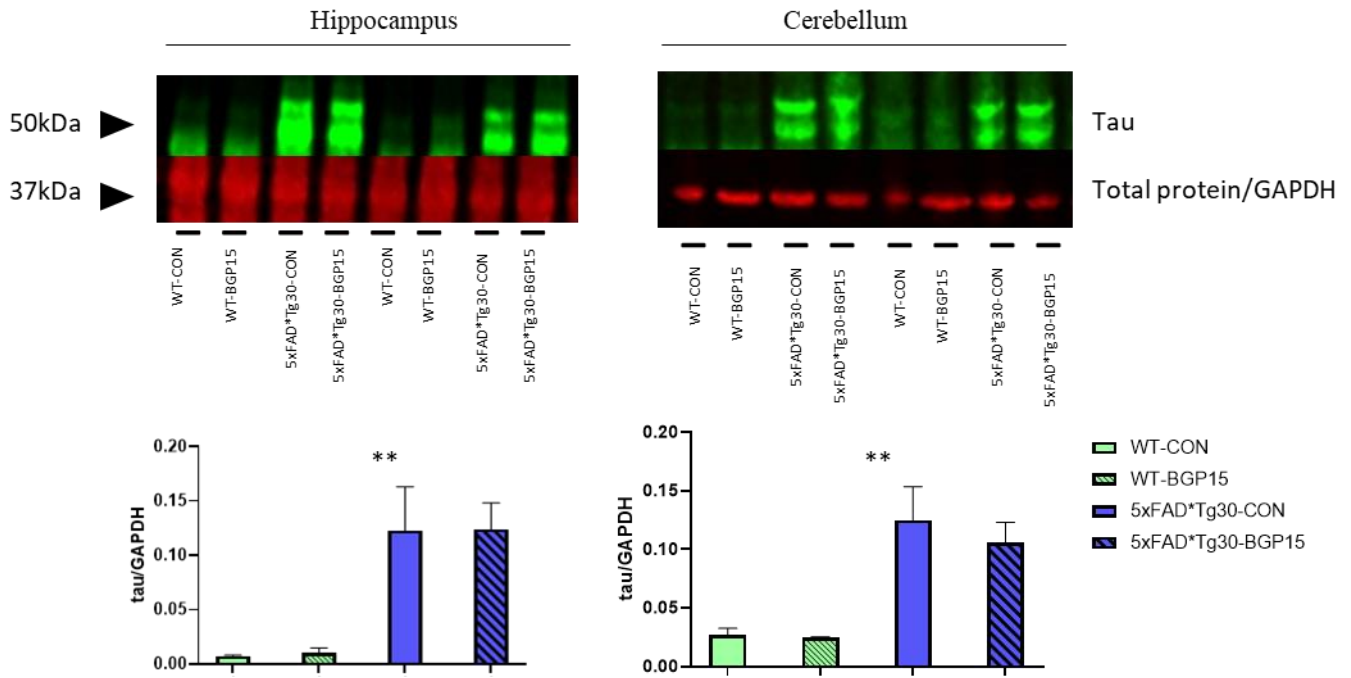 Hippocampus
Cerebellum
50kDa
37kDa
Tau
Total protein/GAPDH
WT-CON
WT-BGP15
5xFAD*Tg30-CON
5xFAD*Tg30-BGP15
WT-CON
WT-BGP15
5xFAD*Tg30-CON
5xFAD*Tg30-BGP15
WT-CON
WT-BGP15
5xFAD*Tg30-CON
5xFAD*Tg30-BGP15
WT-CON
WT-BGP15
5xFAD*Tg30-CON
5xFAD*Tg30-BGP15
tau/GAPDH
0.20
0.15
0.10
0.05
0.00
**
tau/GAPDH
0.20
0.15
0.10
0.05
0.00
**
WT-CON
WT-BGP15
5xFAD*Tg30-CON
5xFAD*Tg30-BGP15